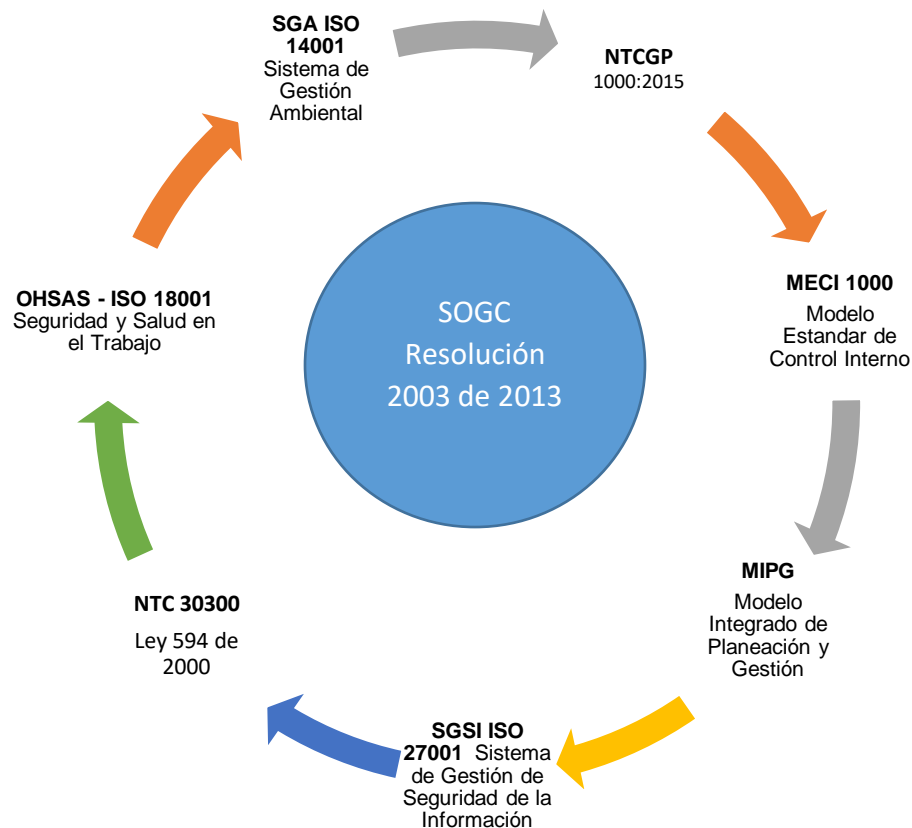 SGA ISO
14001
Sistema de
Gestión
Ambiental
NTCGP
1000:2015
MECI 1000
Modelo
Estandar de
Control Interno
MIPG
Modelo
Integrado de
Planeación y
Gestión
SGSI ISO
27001 Sistema
de Gestión de
Seguridad de la
Información
NTC 30300
Ley 594 de
2000
OHSAS - ISO 18001
Seguridad y Salud en
el Trabajo
SOGC
Resolución
2003 de 2013